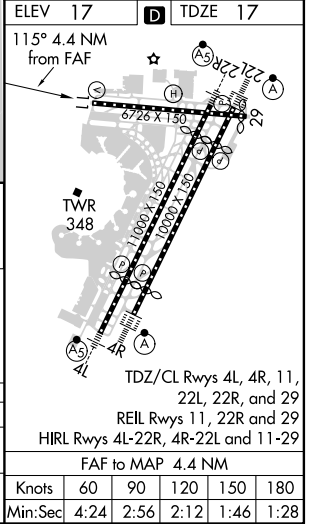 ELEV 17 D TDZE 17
115° 4.4 NM
from FAF
A5
22R
22L
A
V
H
11
6726 X 150
29
P
P
P
TWR
348
11000 X 150
10000 X 150
P
P
A5
4L
4R
A
TDZ/CL Rwys 4L, 4R, 11,
22L, 22R, and 29
REIL Rwys 11, 22R and 29
HIRL Rwys 4L-22R, 4R-22L and 11-29
FAF to MAP 4.4 NM
Knots 60 90 120 150 180
Min:Sec 4:24 2:56 2:12 1:46 1:28